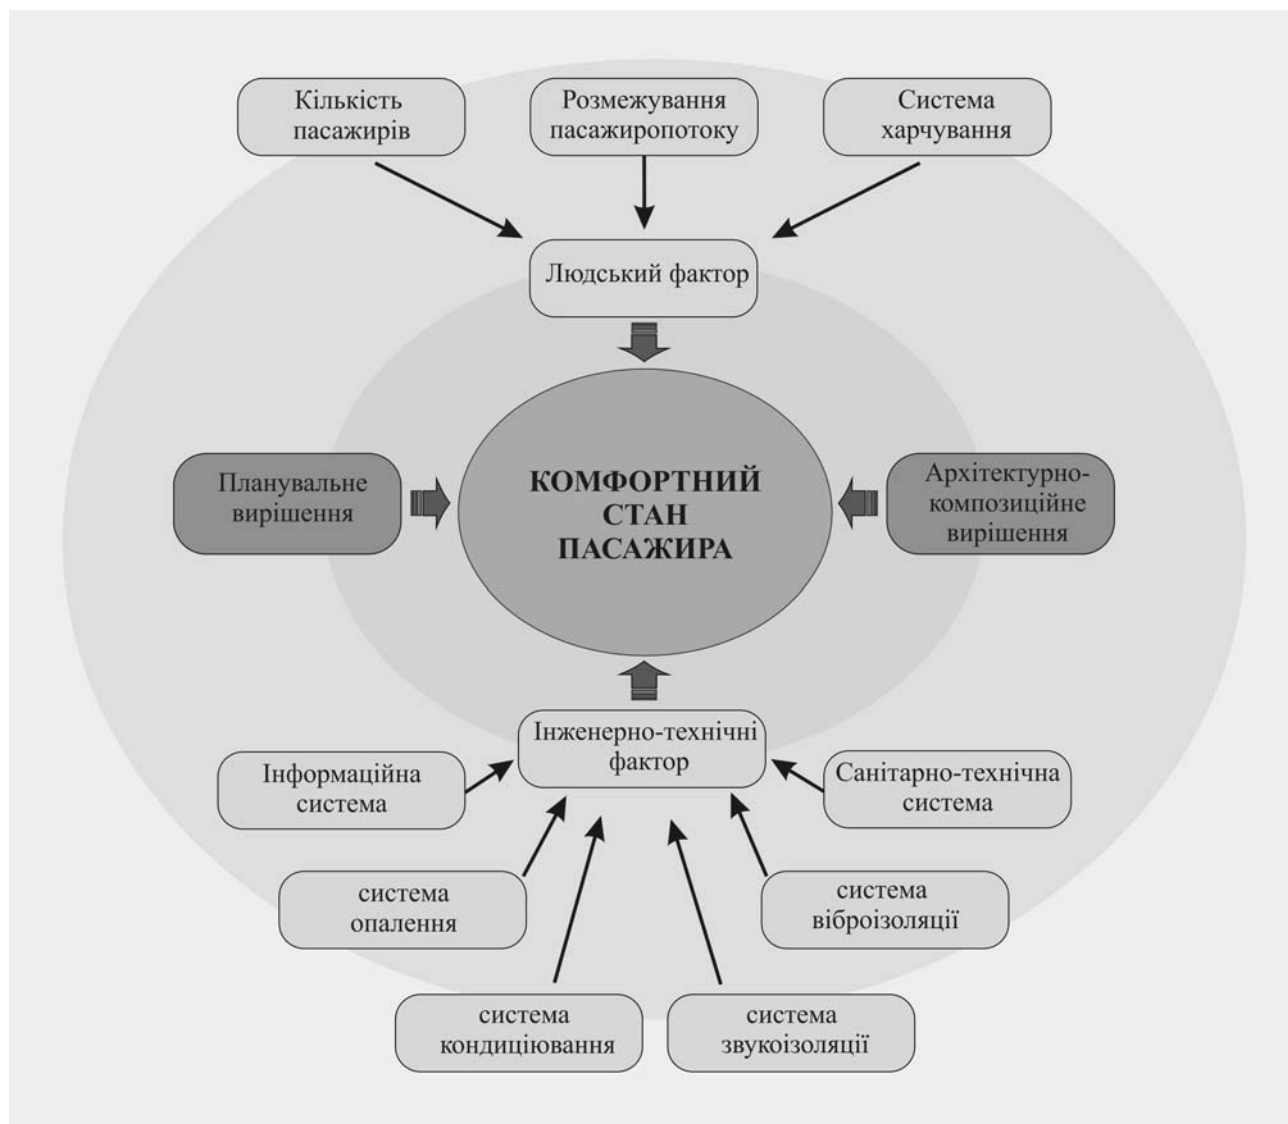 Кількість
пасажирів
Розмежування
пасажиропотоку
Система
харчування
Людський фактор
Планувальне
вирішення
КОМФОРТНИЙ
СТАН
ПАСАЖИРА
Архітектурно-
композиційне
вирішення
Інженерно-технічні
фактор
Інформаційна
система
Санітарно-технічна
система
система
опалення
система
віброізоляції
система
кондиціювання
система
звукоізоляції